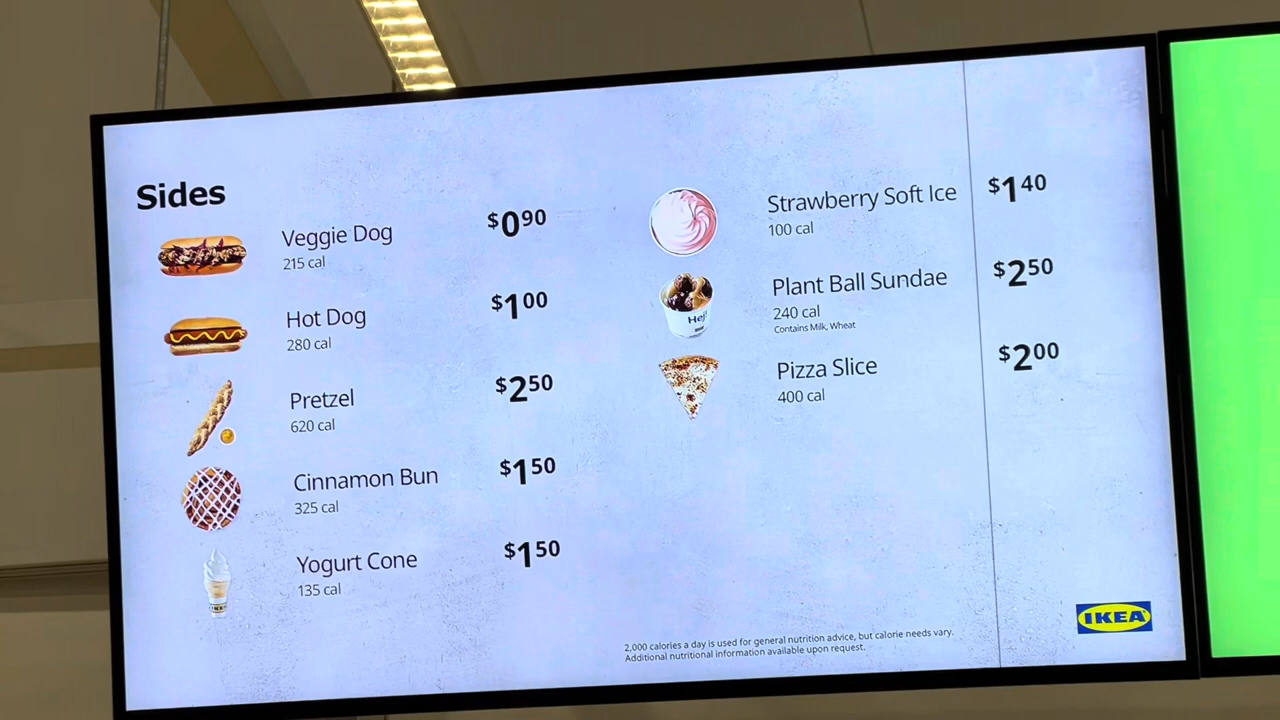 Sides
Veggie Dog
215 cal
$0.90
Hot Dog
280 cal
$1.00
Pretzel
620 cal
$2.50
Cinnamon Bun
325 cal
$1.50
Yogurt Cone
135 cal
$1.50
Strawberry Soft Ice
100 cal
$1.40
Hej!
Plant Ball Sundae
240 cal
Contains Milk, Wheat
$2.50
Pizza Slice
400 cal
$2.00
2,000 calories a day is used for general nutrition advice, but calorie needs vary.
Additional nutritional information available upon request.
IKEA